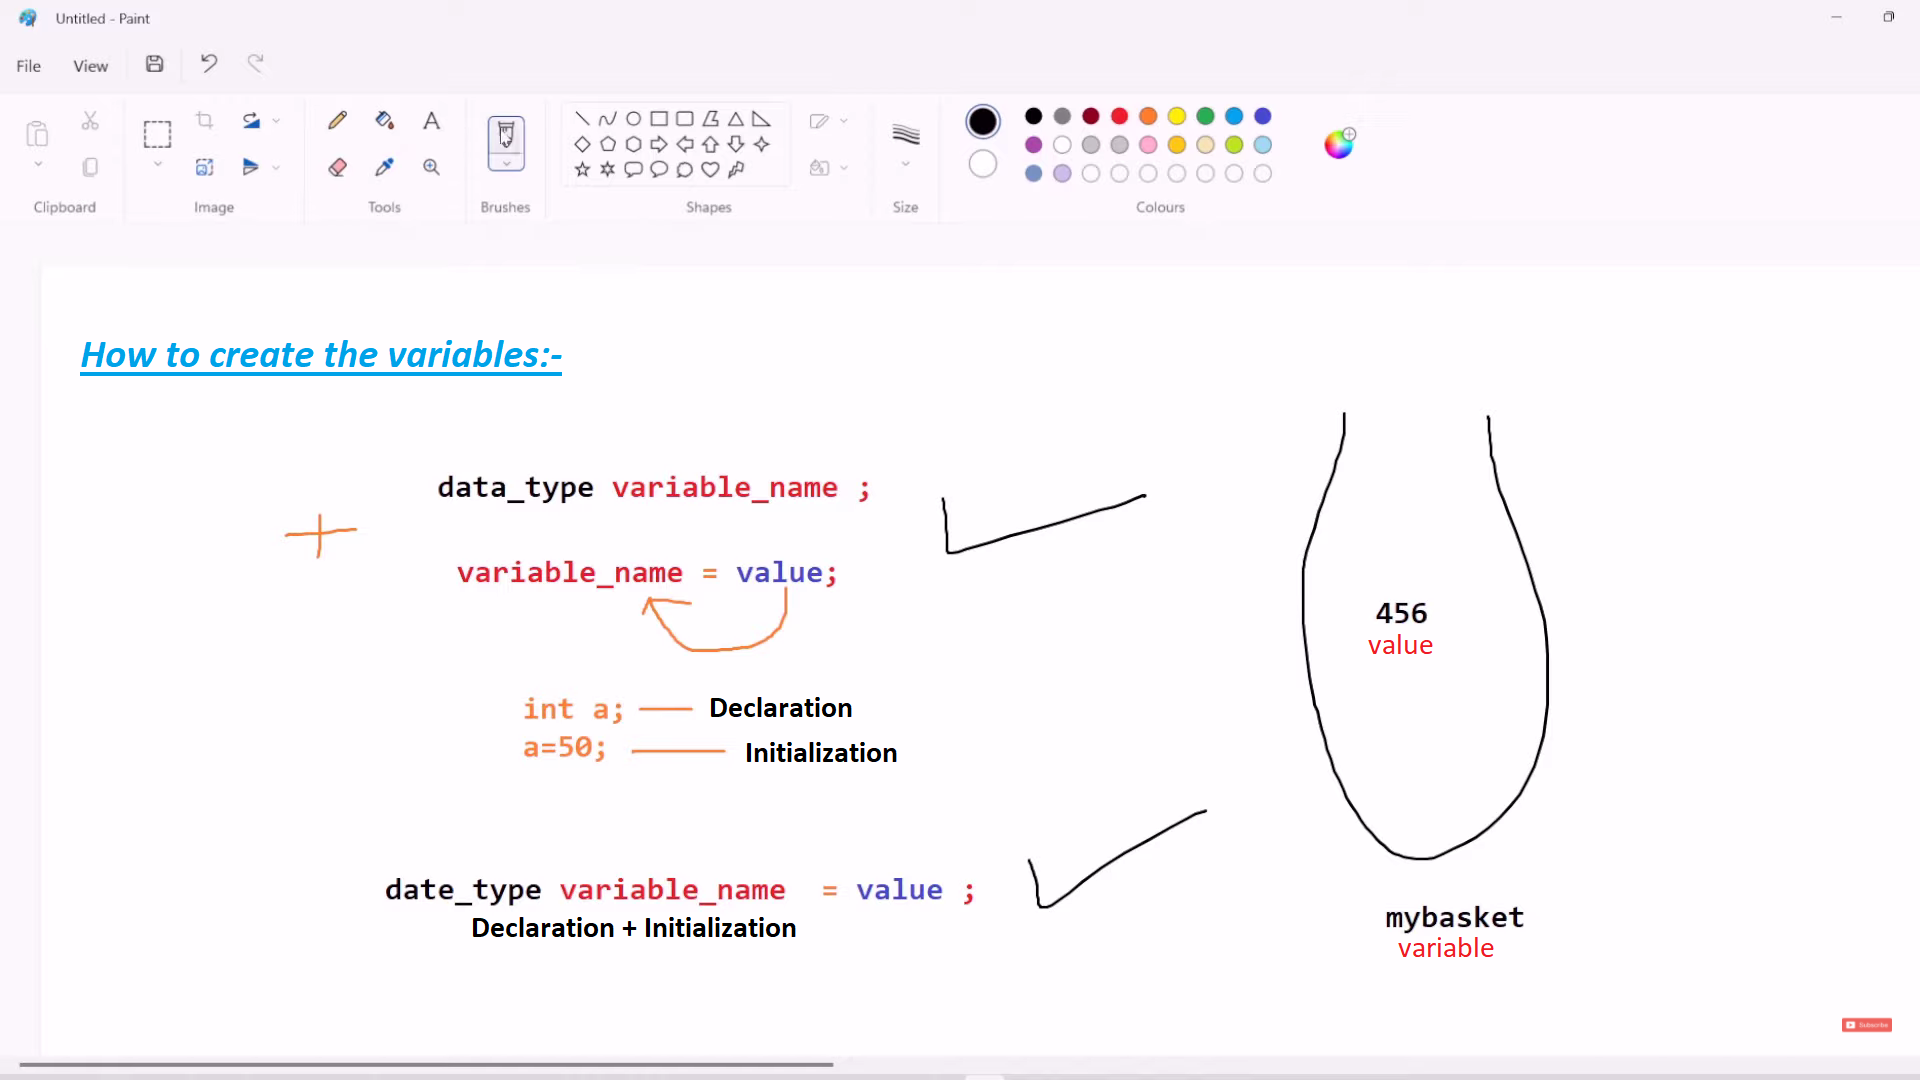 Untitled - Paint
File View
Clipboard Image Tools Brushes Shapes Size Colours
How to create the variables:-
data_type variable_name ;
variable_name = value;
int a; Declaration
a=50; Initialization
date_type variable_name = value ;
Declaration + Initialization
456
value
mybasket
variable
Subscribe